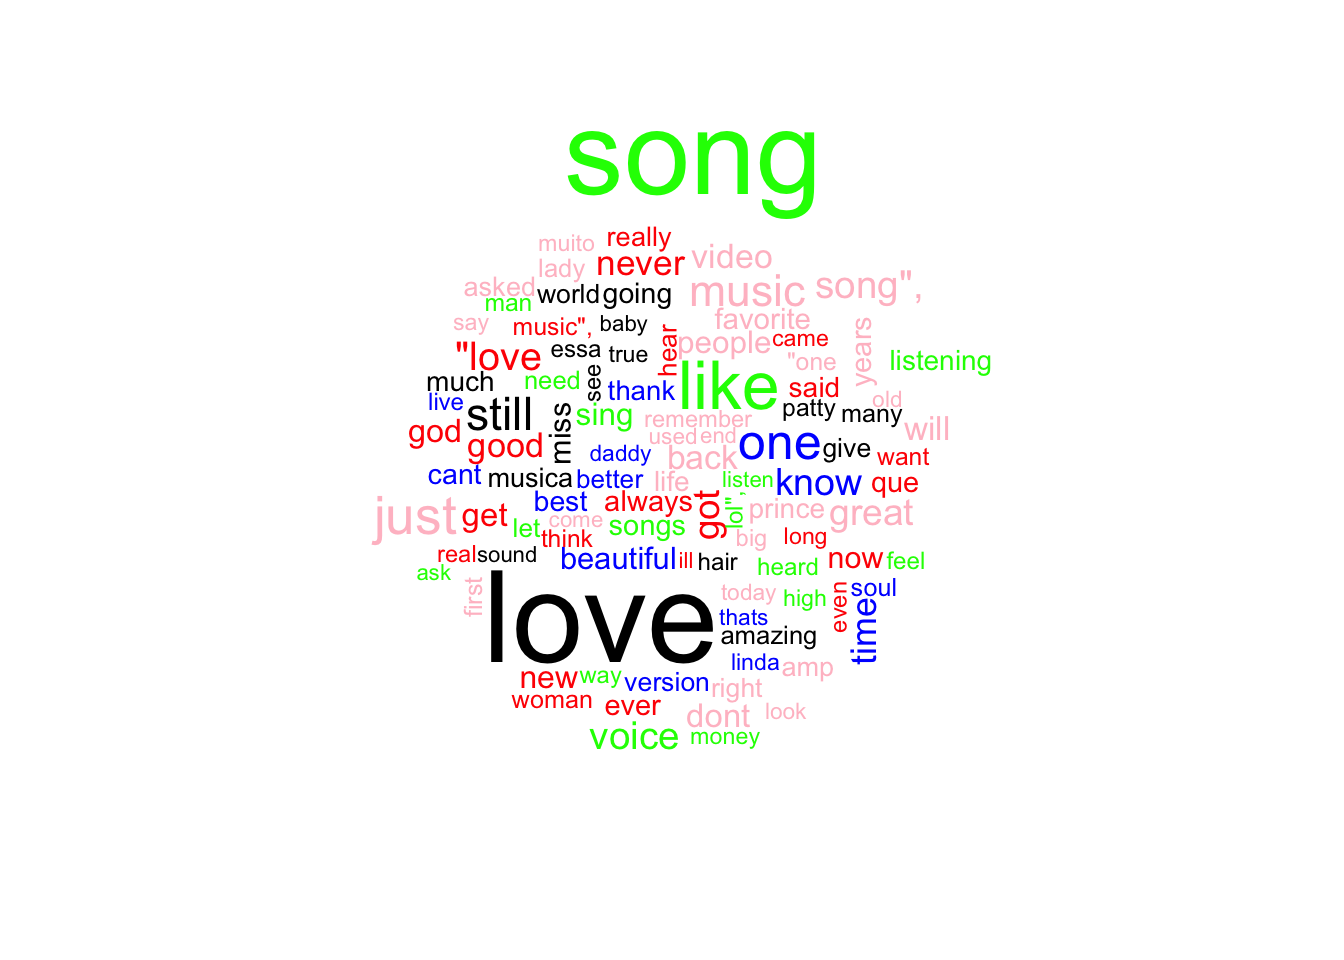 song
muito really
lady never video
asked music song",
man world going
say music", baby hear favorite
"love essa true people came years
much need see thank like "one said listening
live still miss sing remember patty many old
god good daddy used end one give will
cant musica better life back listen know que want
just get best always got lol", prince great
let come songs big long
think
real sound beautiful ill hair heard now feel
ask first love today high even soul
thats time
amazing
linda amp
new way version right
woman ever dont look
voice money